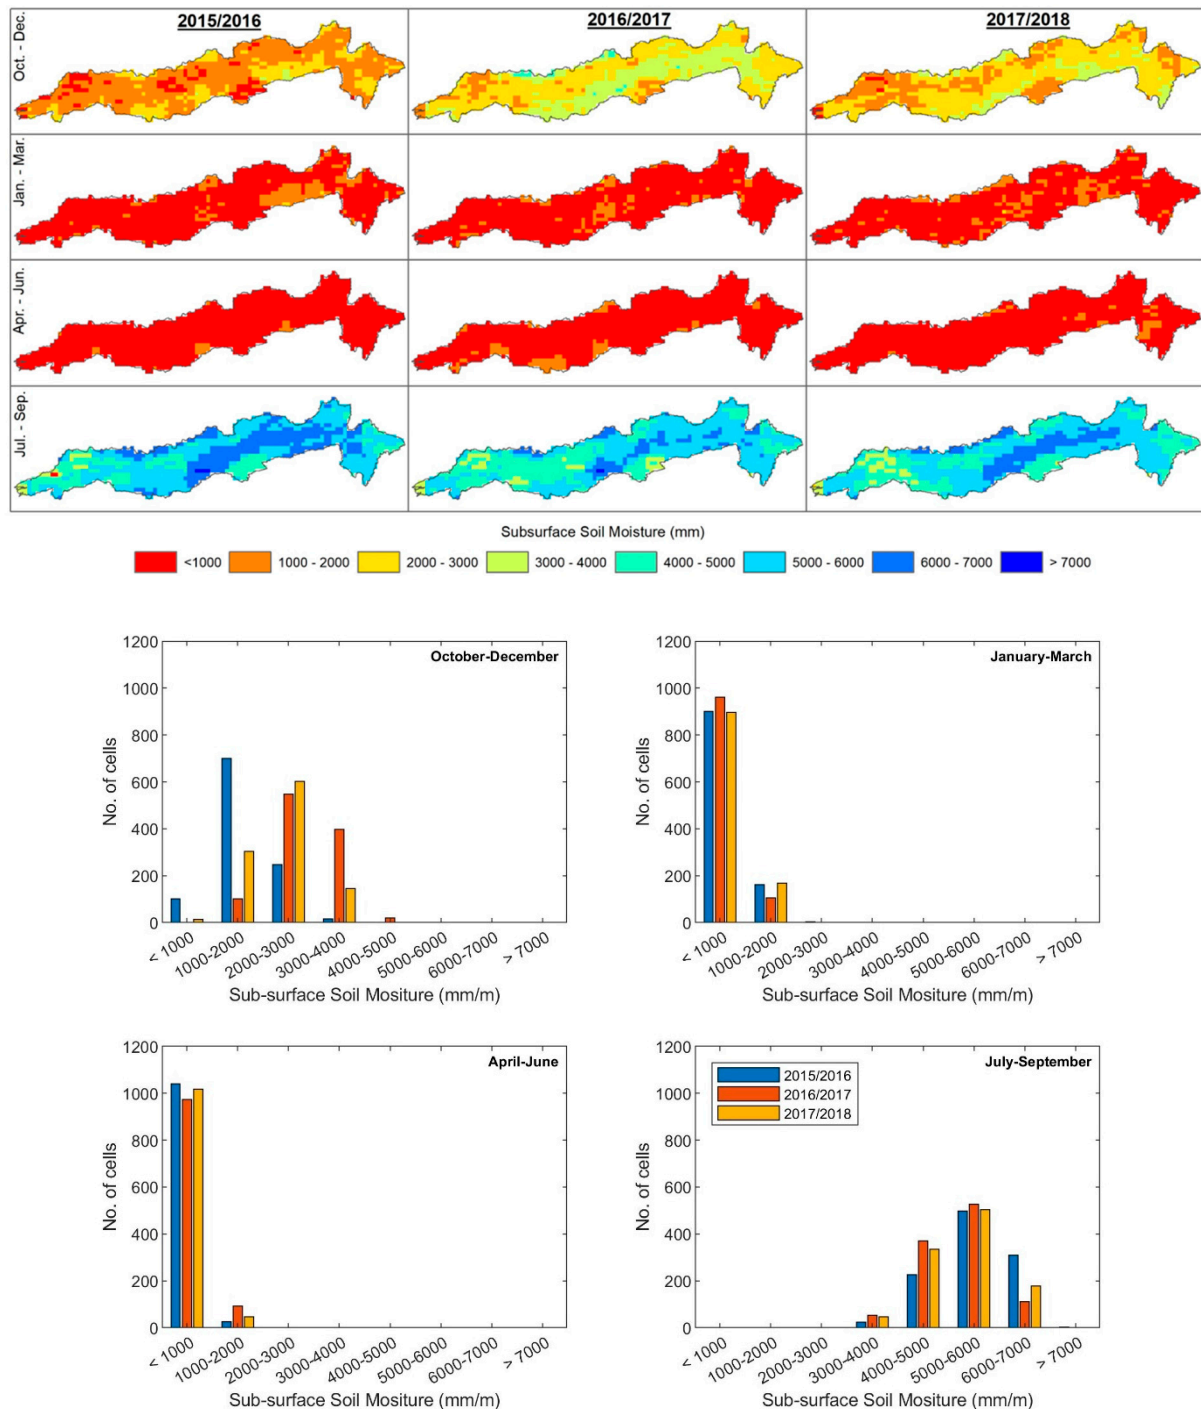 2015/2016 2016/2017 2017/2018
Oct. - Dec.
Jan. - Mar.
Apr. - Jun.
Jul. - Sep.
Subsurface Soil Moisture (mm)
<1000 1000 - 2000 2000 - 3000 3000 - 4000 4000 - 5000 5000 - 6000 6000 - 7000 > 7000
October-December
No. of cells
1200
1000
800
600
400
200
0
< 1000 1000-2000 2000-3000 3000-4000 4000-5000 5000-6000 6000-7000 > 7000
Sub-surface Soil Mositure (mm/m)
January-March
No. of cells
1200
1000
800
600
400
200
0
< 1000 1000-2000 2000-3000 3000-4000 4000-5000 5000-6000 6000-7000 > 7000
Sub-surface Soil Mositure (mm/m)
April-June
No. of cells
1200
1000
800
600
400
200
0
< 1000 1000-2000 2000-3000 3000-4000 4000-5000 5000-6000 6000-7000 > 7000
Sub-surface Soil Mositure (mm/m)
July-September
2015/2016
2016/2017
2017/2018
No. of cells
1200
1000
800
600
400
200
0
< 1000 1000-2000 2000-3000 3000-4000 4000-5000 5000-6000 6000-7000 > 7000
Sub-surface Soil Mositure (mm/m)